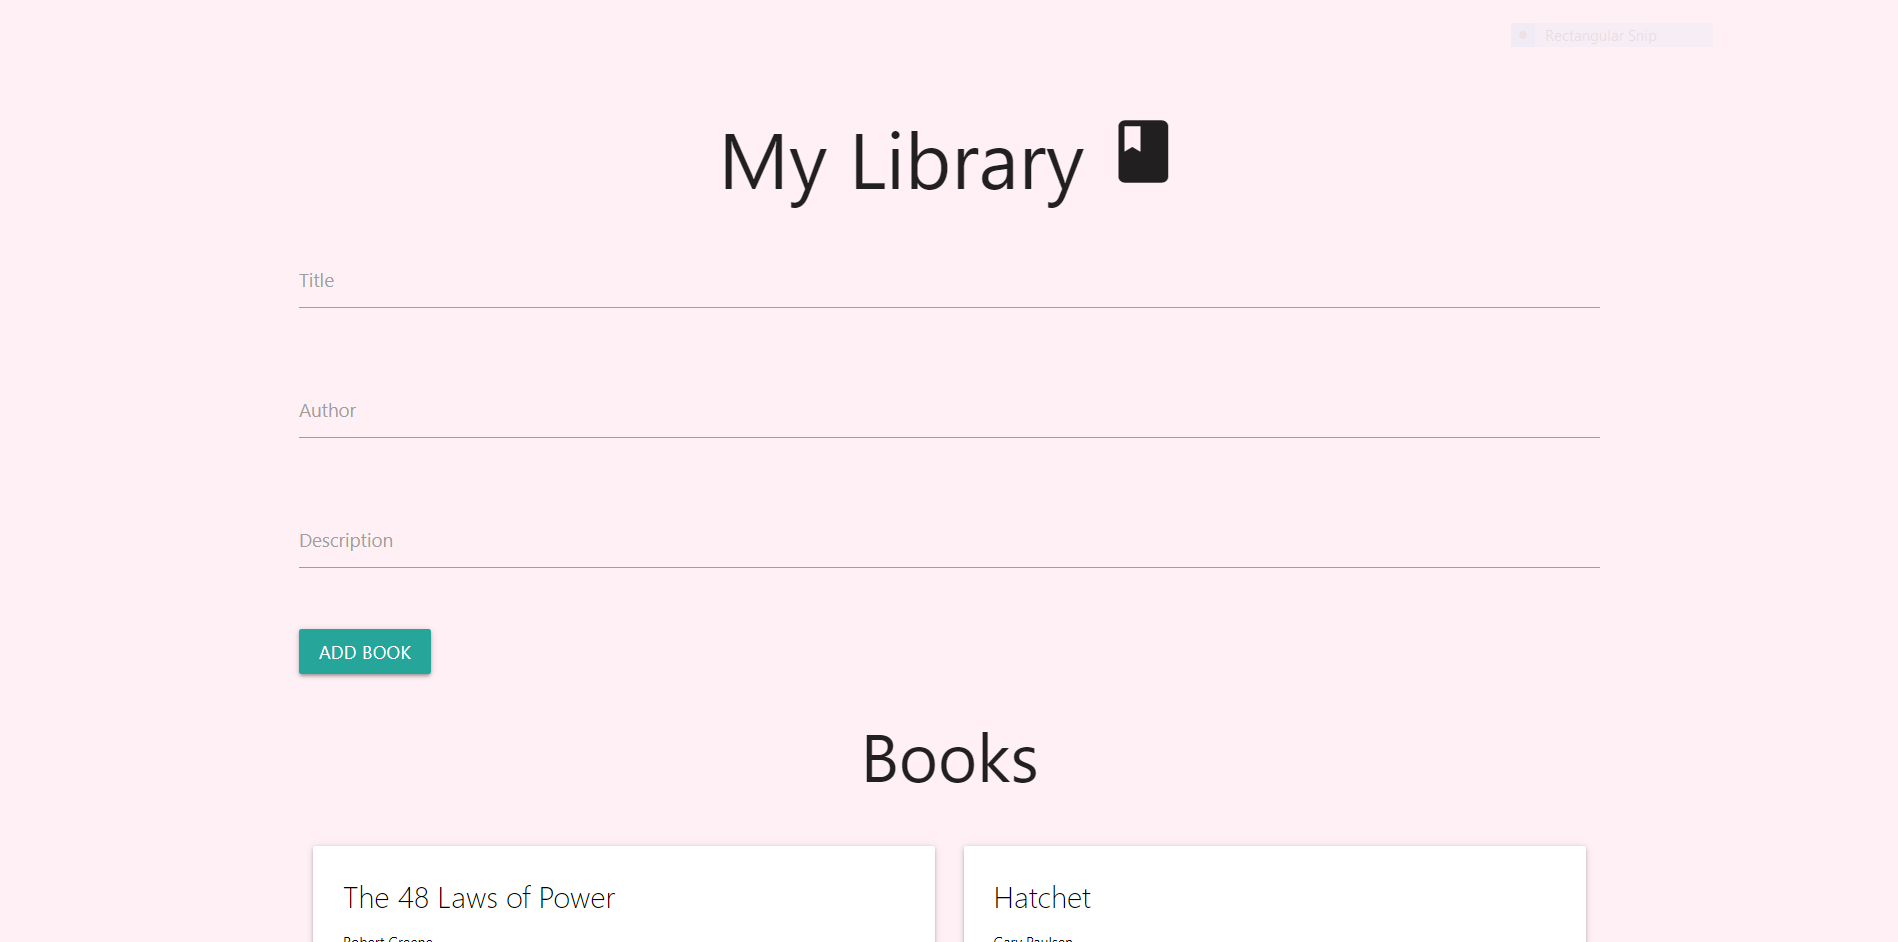 Rectangular Snip
My Library
Title
Author
Description
ADD BOOK
Books
The 48 Laws of Power
Robert Greene
Hatchet
Gary Paulsen